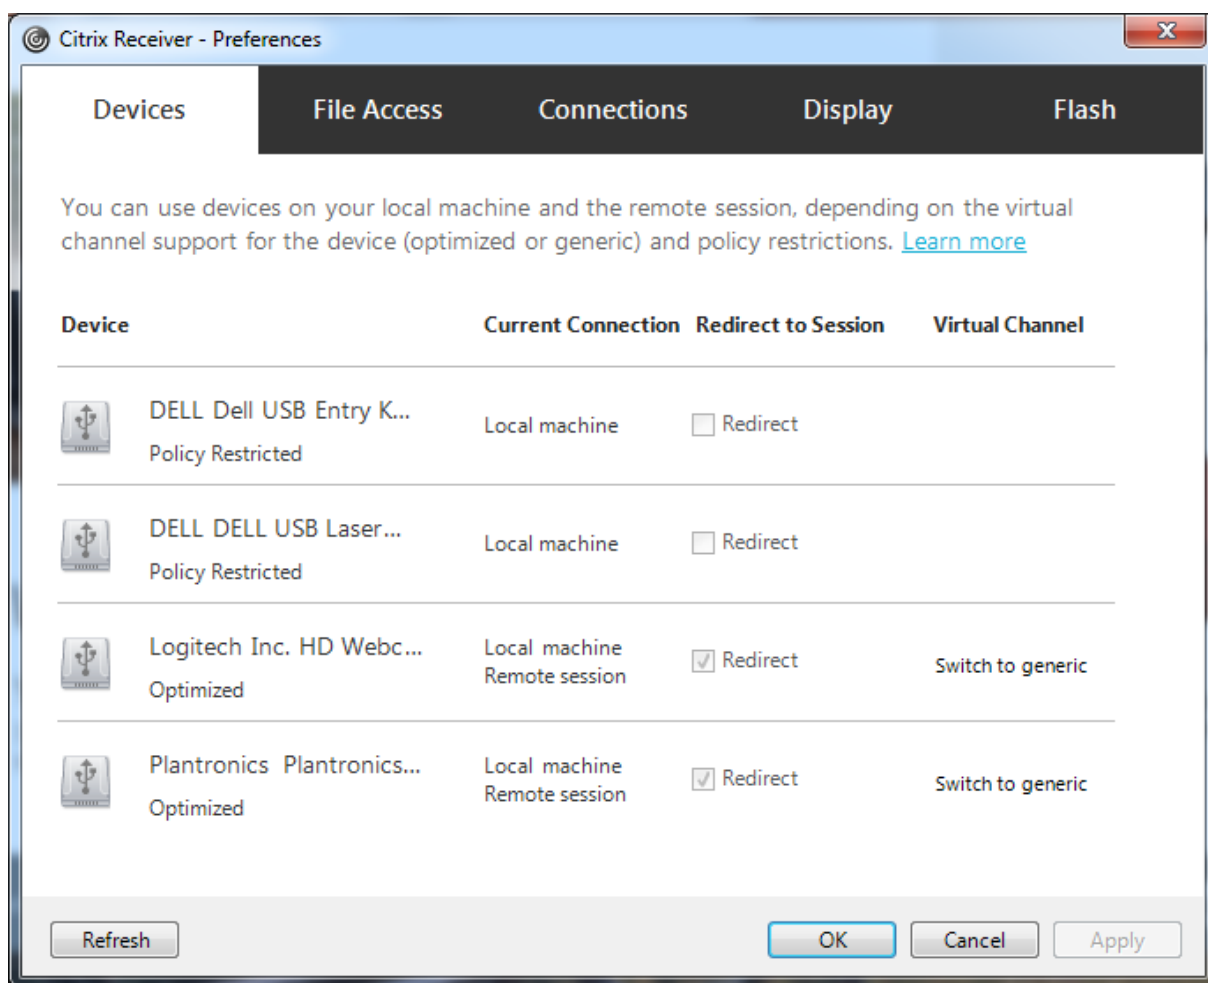 Citrix Receiver - Preferences
Devices File Access Connections Display Flash
You can use devices on your local machine and the remote session, depending on the virtual
channel support for the device (optimized or generic) and policy restrictions. Learn more
Device Current Connection Redirect to Session Virtual Channel
DELL Dell USB Entry K...
Policy Restricted
Local machine
Redirect
DELL DELL USB Laser...
Policy Restricted
Local machine
Redirect
Logitech Inc. HD Webc...
Optimized
Local machine
Remote session
Redirect
Switch to generic
Plantronics Plantronics...
Optimized
Local machine
Remote session
Redirect
Switch to generic
Refresh OK Cancel Apply